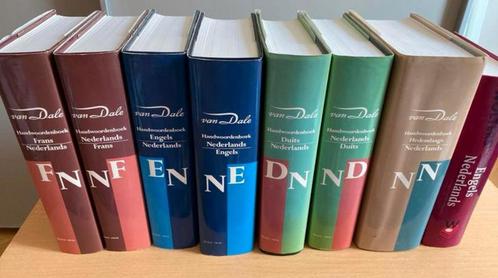 van Dale
Handwoordenboek
Frans
Nederlands
FN
van Dale
Handwoordenboek
Nederlands
Frans
NF
van Dale
Handwoordenboek
Engels
Nederlands
EN
van Dale
Handwoordenboek
Nederlands
Engels
NE
van Dale
Handwoordenboek
Duits
Nederlands
DN
van Dale
Handwoordenboek
Nederlands
Duits
ND
van Dale
Handwoordenboek
Hedendaags
Nederlands
NN
Engels
Nederlands
W